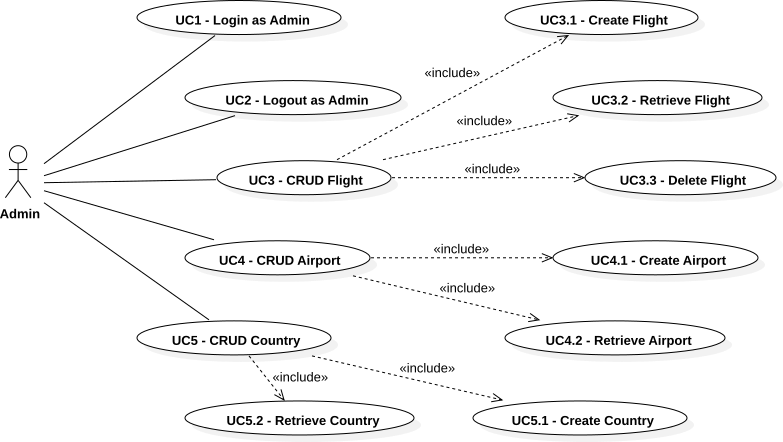 UC1 - Login as Admin
UC3.1 - Create Flight
«include»
UC2 - Logout as Admin
UC3.2 - Retrieve Flight
«include»
UC3 - CRUD Flight
«include»
UC3.3 - Delete Flight
Admin
UC4 - CRUD Airport
«include»
UC4.1 - Create Airport
«include»
UC5 - CRUD Country
UC4.2 - Retrieve Airport
«include»
«include»
UC5.2 - Retrieve Country
UC5.1 - Create Country